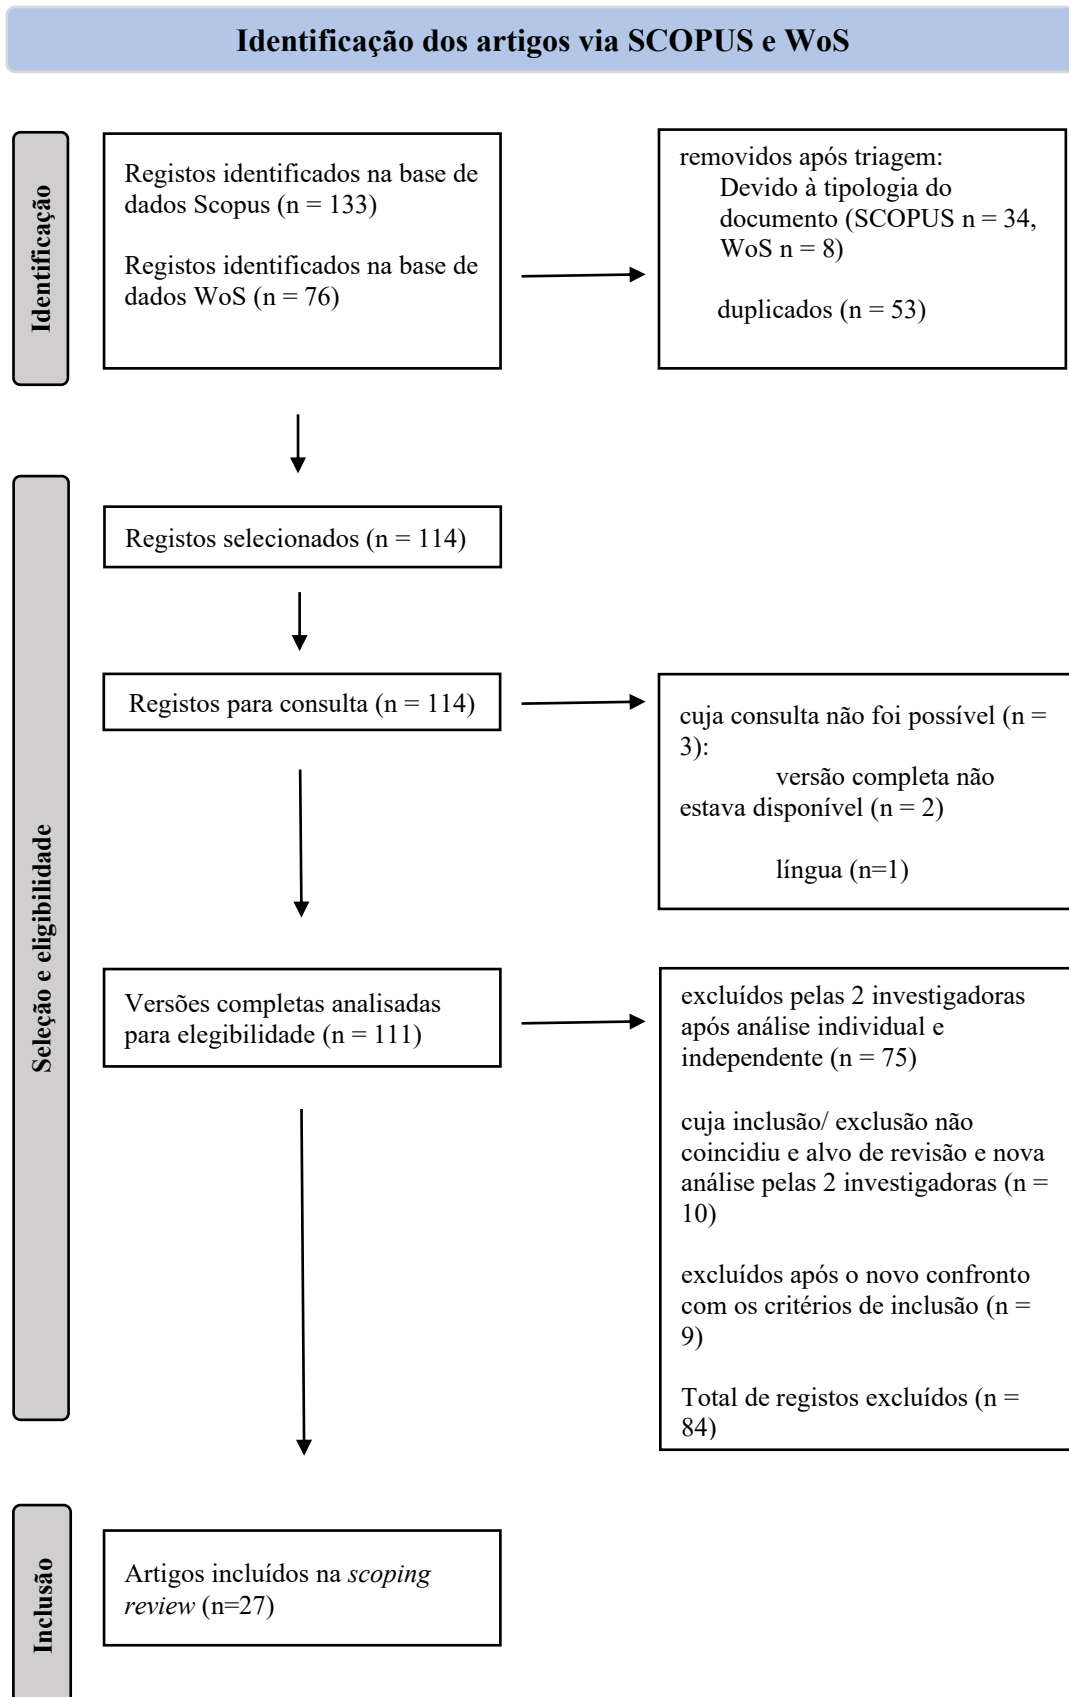 Identificação dos artigos via SCOPUS e WoS
Identificação
Registos identificados na base de
dados Scopus (n = 133)
Registos identificados na base de
dados WoS (n = 76)
removidos após triagem:
Devido à tipologia do
documento (SCOPUS n = 34,
WoS n = 8)
duplicados (n = 53)
Seleção e eligibilidade
Registos selecionados (n = 114)
Registos para consulta (n = 114)
cuja consulta não foi possível (n =
3):
versão completa não
estava disponível (n = 2)
língua (n=1)
Versões completas analisadas
para elegibilidade (n = 111)
excluídos pelas 2 investigadoras
após análise individual e
independente (n = 75)
cuja inclusão/ exclusão não
coincidiu e alvo de revisão e nova
análise pelas 2 investigadoras (n =
10)
excluídos após o novo confronto
com os critérios de inclusão (n =
9)
Total de registos excluídos (n =
84)
Inclusão
Artigos incluídos na scoping
review (n=27)